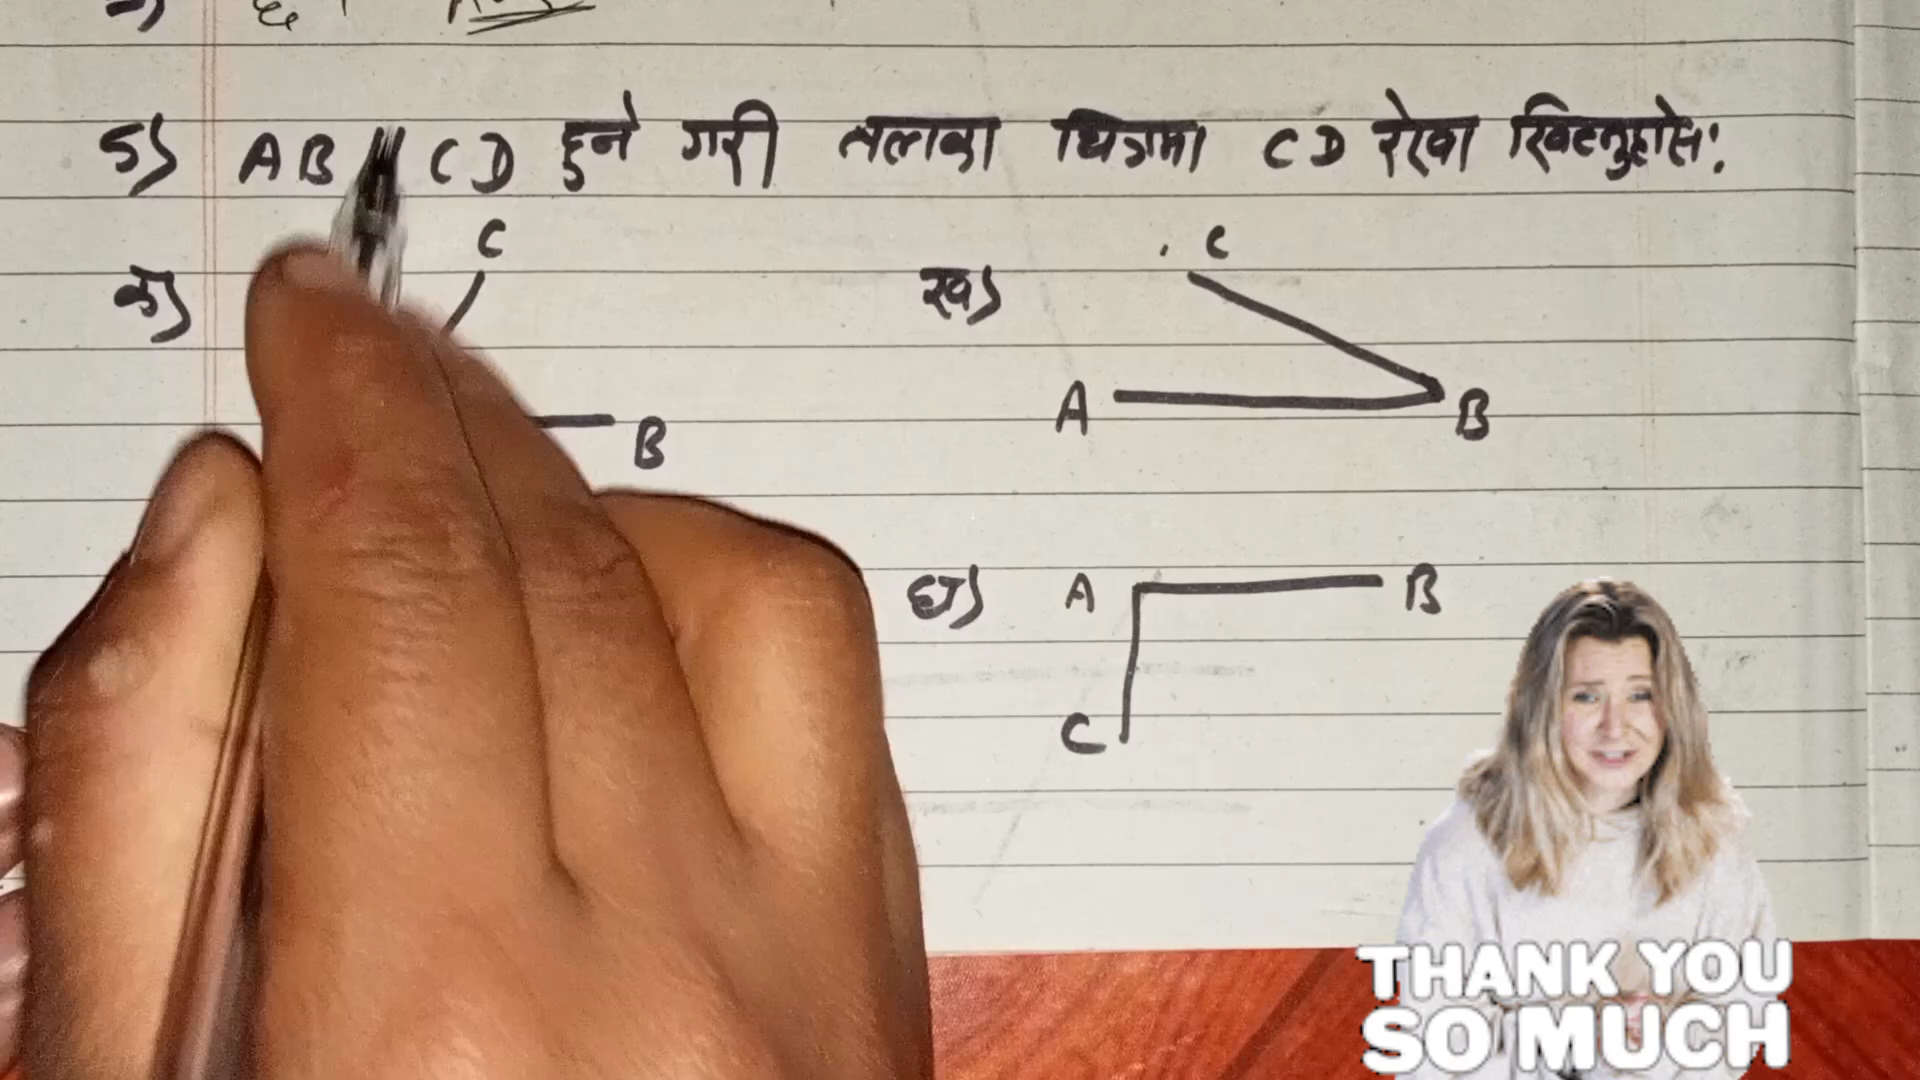 5) AB || CD हुने गरी तलका चित्रमा CD रेखा खिच्नुहोस्:
क) C B
ख) C A B
घ) A B C
THANK YOU
SO MUCH